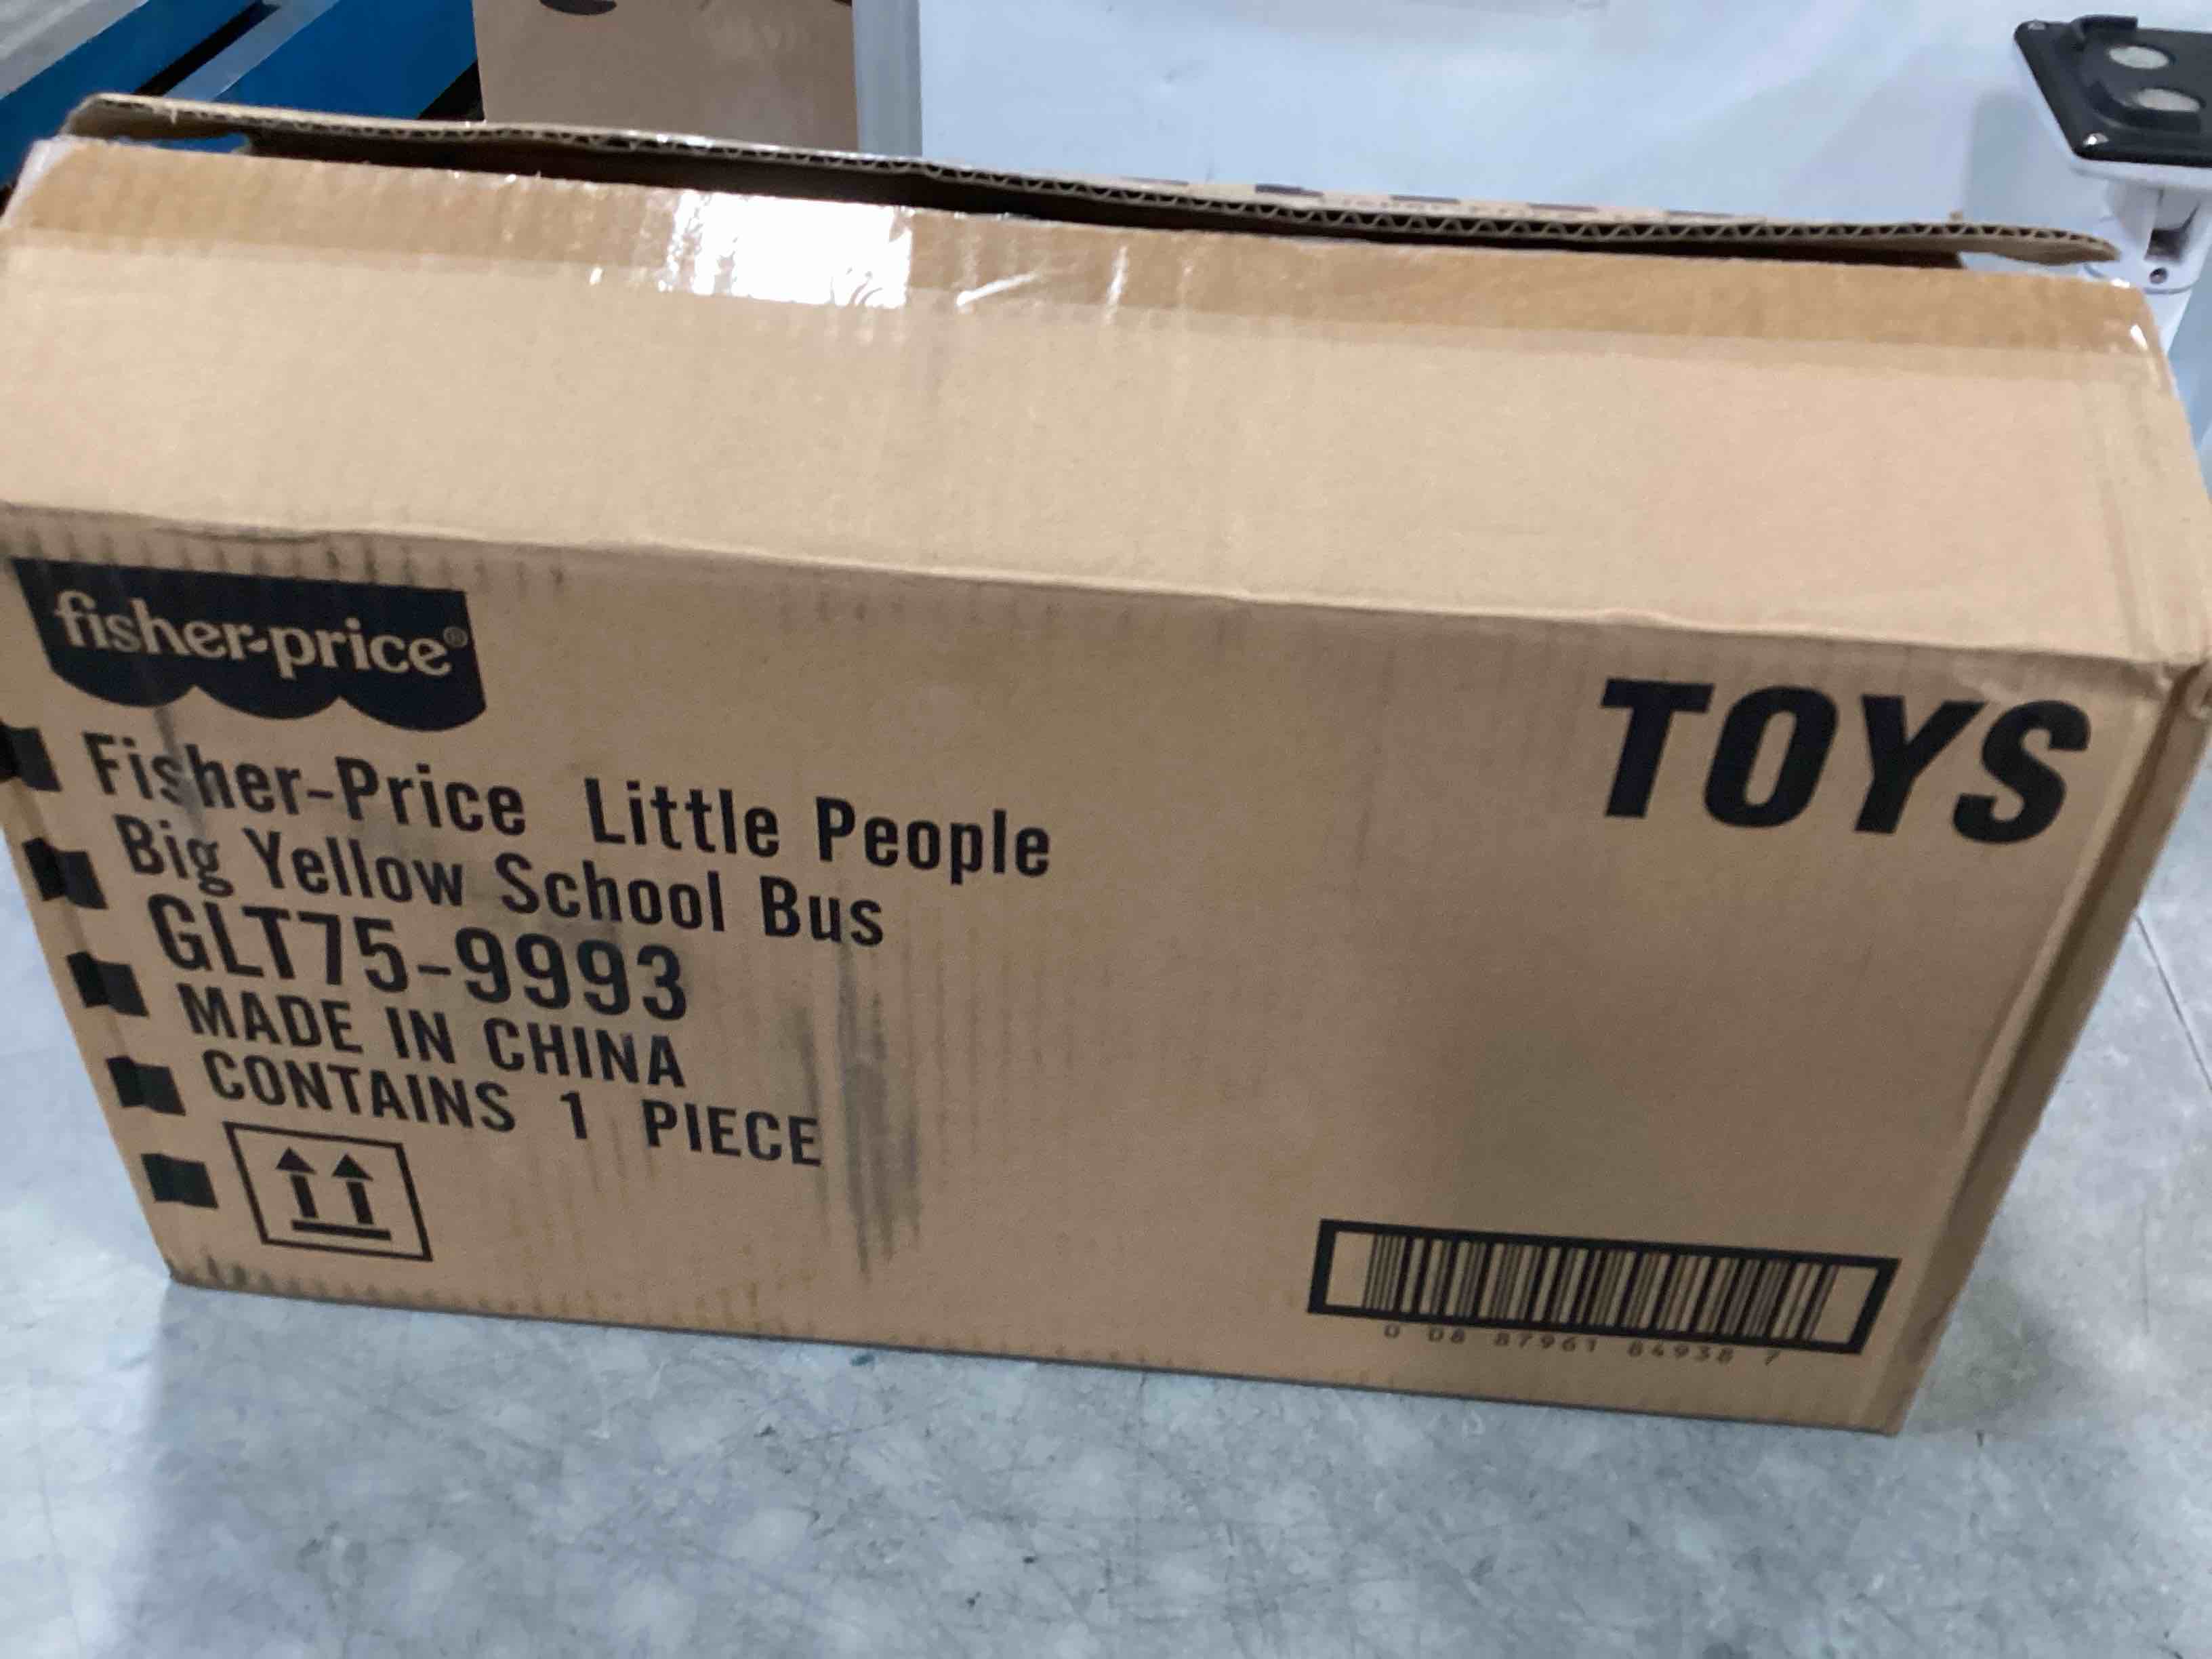 fisher-price®
TOYS
Fisher-Price Little People
Big Yellow School Bus
GLT75-9993
MADE IN CHINA
CONTAINS 1 PIECE
0 08 87961 84938 7